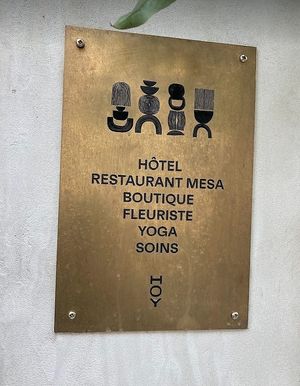 HÔTEL
RESTAURANT MESA
BOUTIQUE
FLEURISTE
YOGA
SOINS
HOY